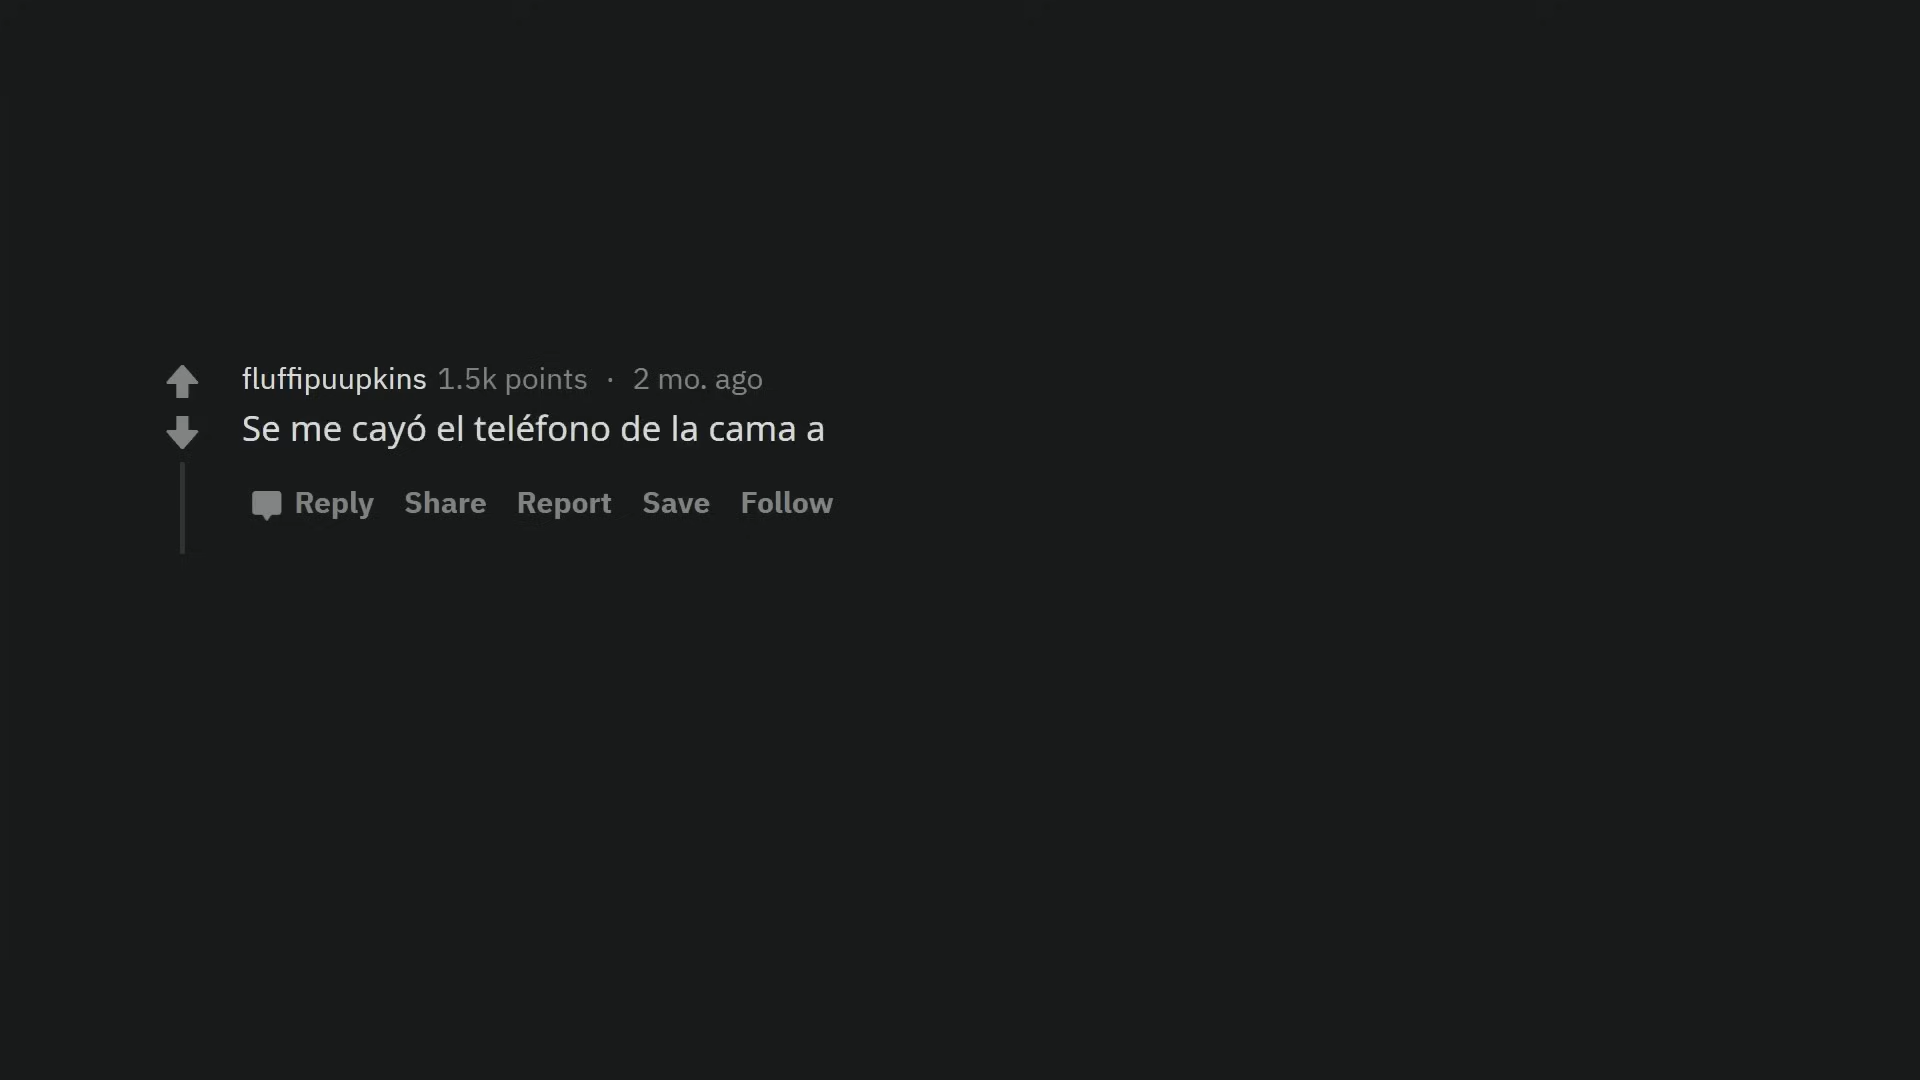 fluffipuupkins 1.5k points · 2 mo. ago
Se me cayó el teléfono de la cama a
Reply Share Report Save Follow